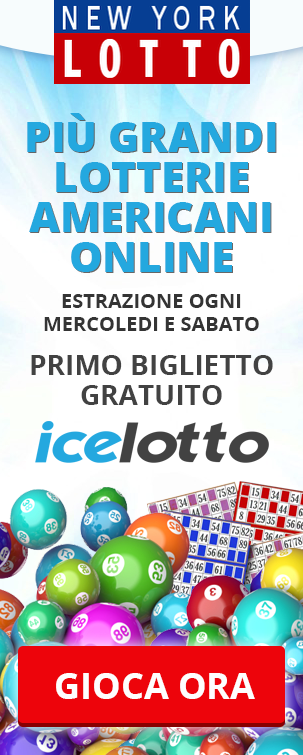 NEW YORK
LOTTO
PIÙ GRANDI
LOTTERIE
AMERICANI
ONLINE
ESTRAZIONE OGNI
MERCOLEDI E SABATO
PRIMO BIGLIETTO
GRATUITO
icelotto
GIOCA ORA